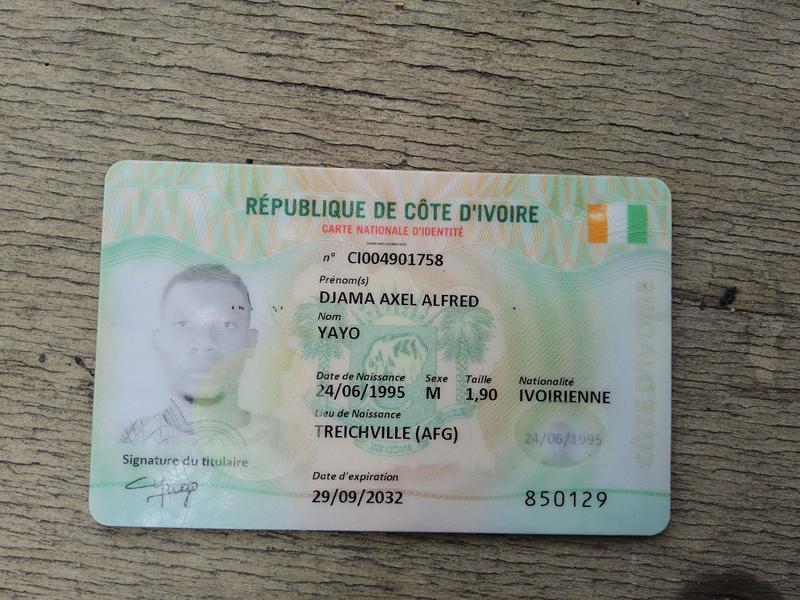 RÉPUBLIQUE DE CÔTE D'IVOIRE
CARTE NATIONALE D'IDENTITÉ
n° CI004901758
Prénom(s)
DJAMA AXEL ALFRED
Nom
YAYO
Date de Naissance Sexe Taille Nationalité
24/06/1995 M 1,90 IVOIRIENNE
Lieu de Naissance
TREICHVILLE (AFG)
24/06/1995
Signature du titulaire
Date d'expiration
29/09/2032
850129
CÔTE D'IVOIRE